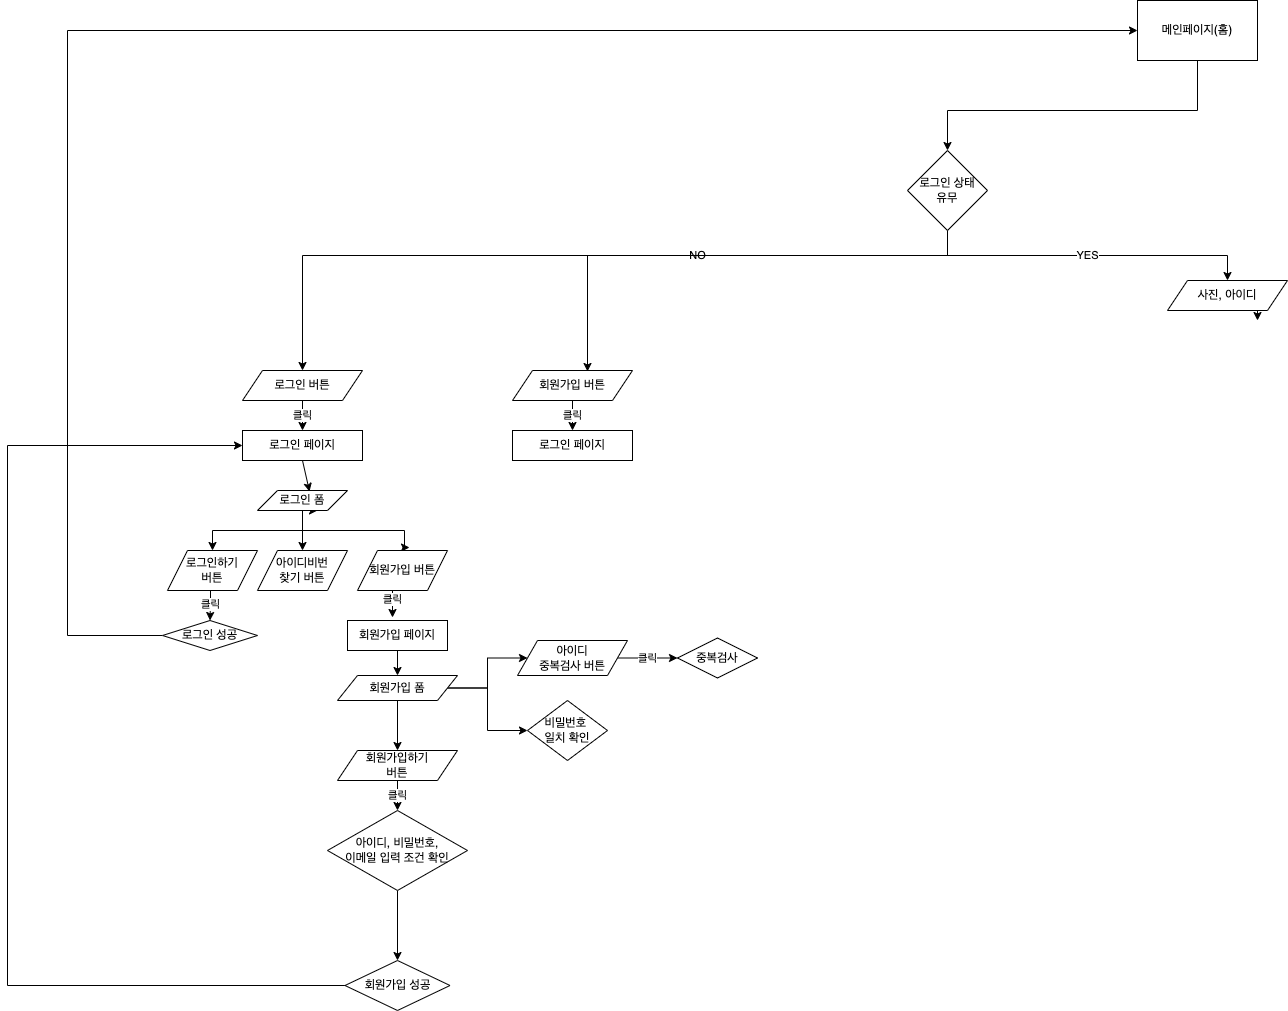 메인페이지(홈)
로그인 상태
유무
NO
YES
사진, 아이디
로그인 버튼
회원가입 버튼
클릭
클릭
로그인 페이지
로그인 페이지
로그인 폼
로그인하기
버튼
아이디비번
찾기 버튼
회원가입 버튼
클릭
클릭
로그인 성공
회원가입 페이지
아이디
중복검사 버튼
클릭
중복검사
회원가입 폼
비밀번호
일치 확인
회원가입하기
버튼
클릭
아이디, 비밀번호,
이메일 입력 조건 확인
회원가입 성공